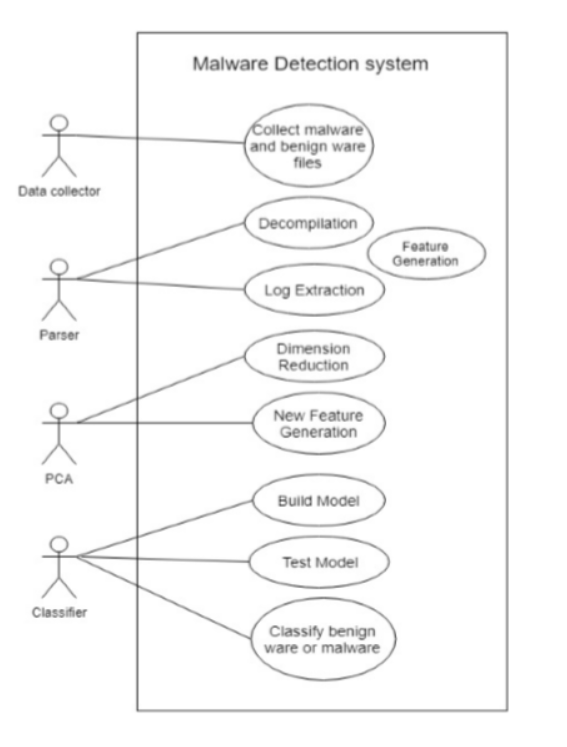 Malware Detection system
Collect malware
and benign ware
files
Data collector
Decompilation
Feature
Generation
Log Extraction
Parser
Dimension
Reduction
New Feature
Generation
PCA
Build Model
Test Model
Classifier
Classify benign
ware or malware